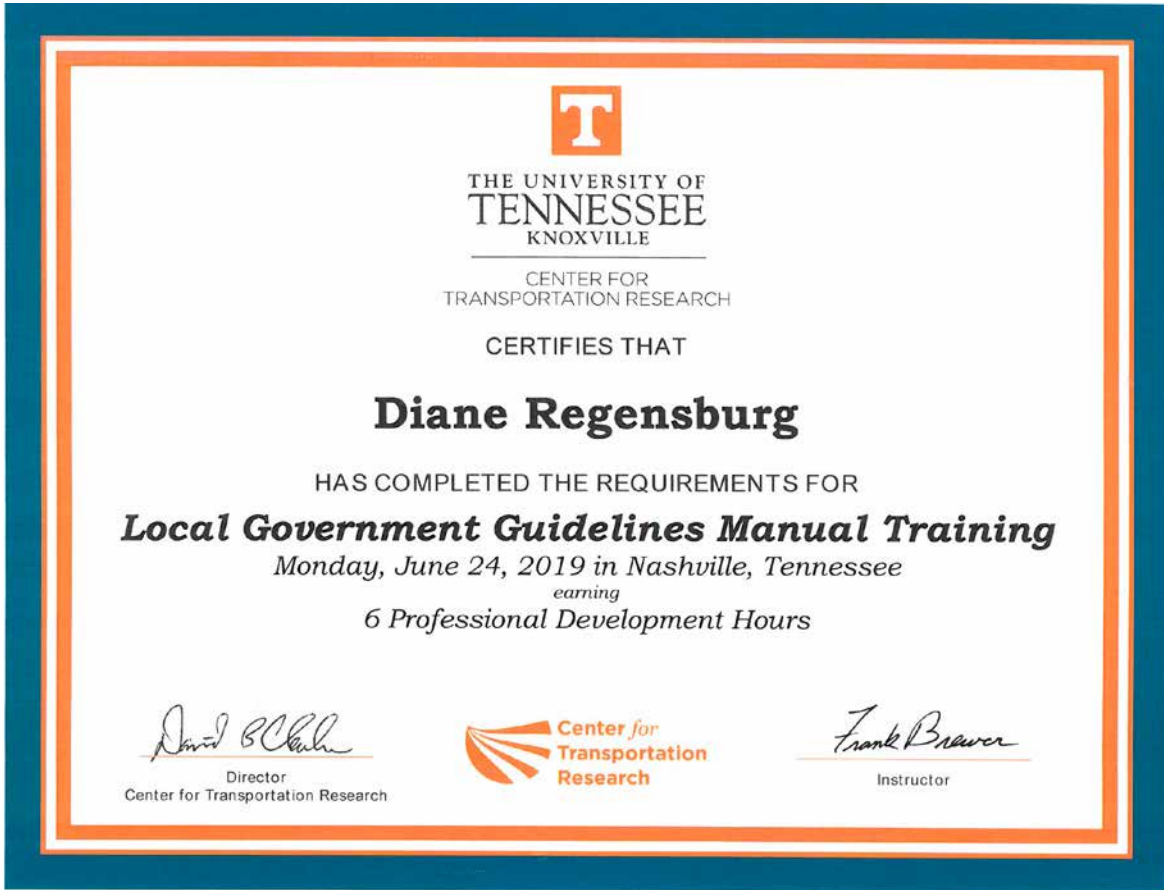 T
THE UNIVERSITY OF
TENNESSEE
KNOXVILLE
CENTER FOR
TRANSPORTATION RESEARCH
CERTIFIES THAT
Diane Regensburg
HAS COMPLETED THE REQUIREMENTS FOR
Local Government Guidelines Manual Training
Monday, June 24, 2019 in Nashville, Tennessee
earning
6 Professional Development Hours
David B Clarke
Director
Center for Transportation Research
Center for
Transportation
Research
Frank Brewer
Instructor